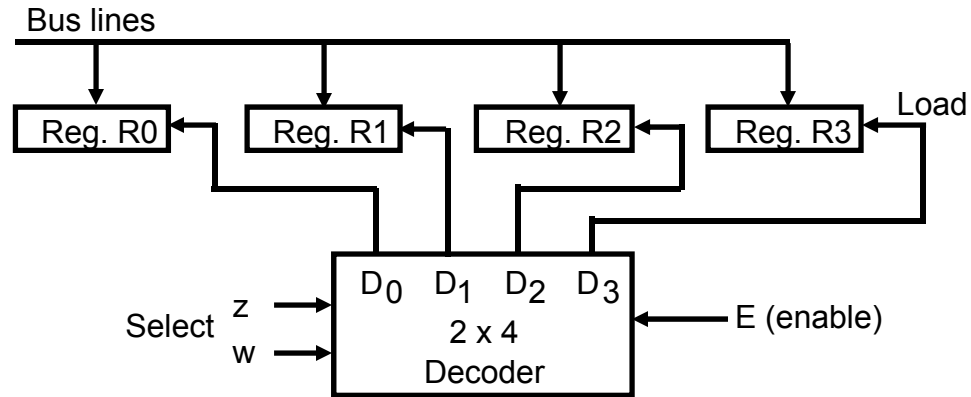 Bus lines
Load
Reg. R0 Reg. R1 Reg. R2 Reg. R3
D0 D1 D2 D3
z
Select
w
2 x 4
Decoder
E (enable)